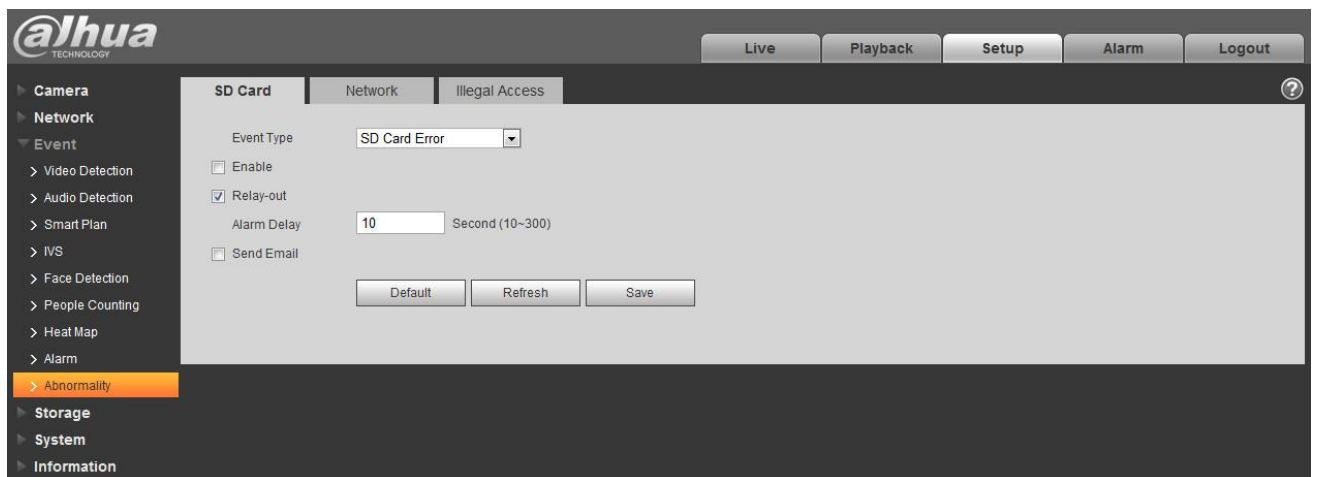 alhua
TECHNOLOGY
Live Playback Setup Alarm Logout
Camera
Network
Event
Video Detection
Audio Detection
Smart Plan
IVS
Face Detection
People Counting
Heat Map
Alarm
Abnormality
Storage
System
Information
SD Card Network Illegal Access
?
Event Type SD Card Error
Enable
Relay-out
Alarm Delay 10 Second (10~300)
Send Email
Default Refresh Save